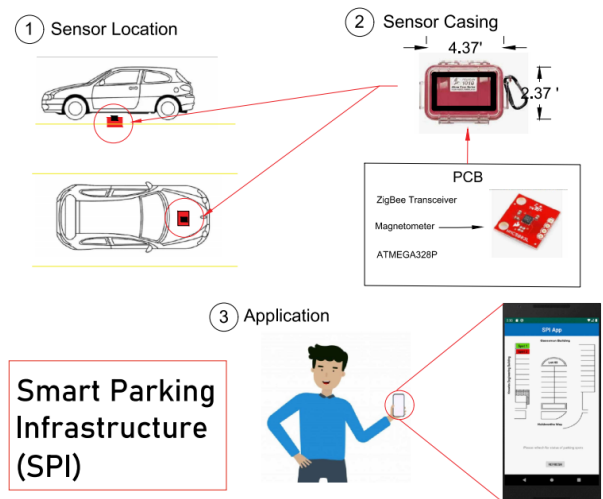 1 Sensor Location
2 Sensor Casing
4.37'
2.37 '
PCB
ZigBee Transceiver
Magnetometer
ATMEGA328P
3 Application
Smart Parking
Infrastructure
(SPI)
SPI App